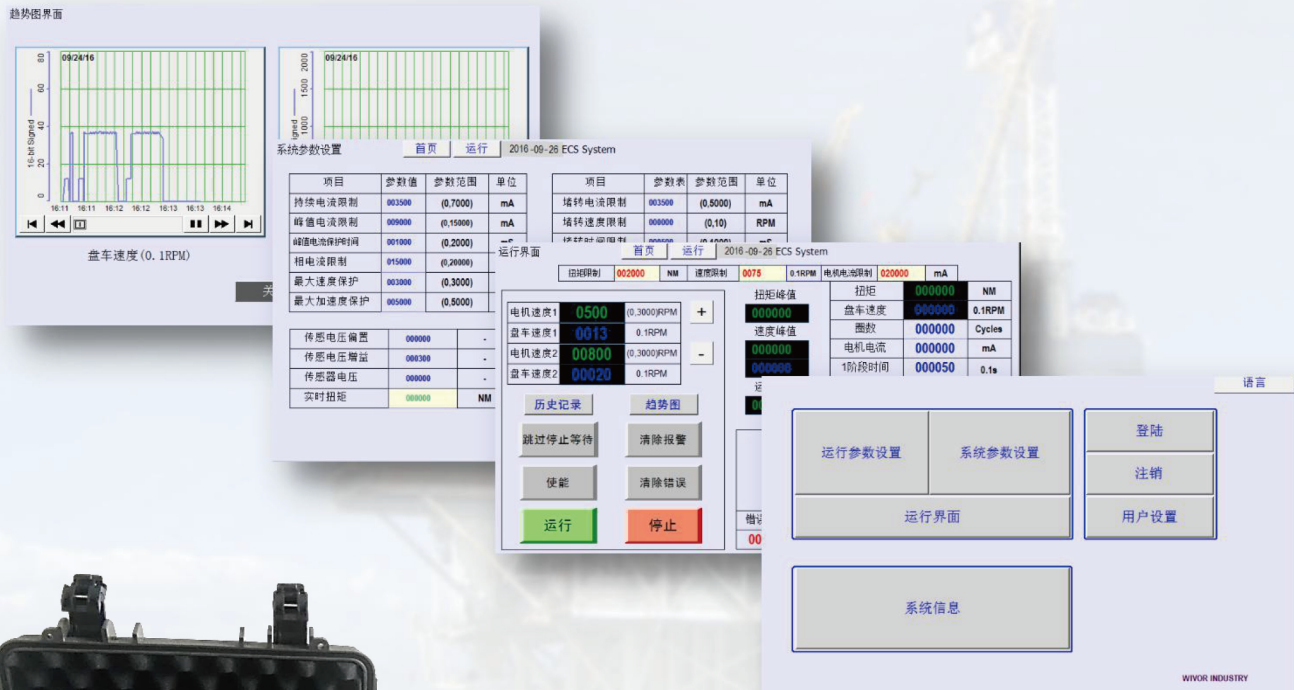 趋势图界面
09/24/16
80
60
40
20
0
16-bit Signed
16:11 16:11 16:12 16:12 16:13 16:13 16:14
盘车速度(0.1RPM)
09/24/16
2000
1500
1000
系统参数设置 首页 运行 2016-09-26 ECS System
项目 参数值 参数范围 单位
持续电流限制 003500 (0,7000) mA
峰值电流限制 009000 (0,15000) mA
峰值电流保护时间 001000 (0,2000)
相电流限制 015000 (0,20000)
最大速度保护 003000 (0,3000)
最大加速度保护 005000 (0,5000)
项目 参数表 参数范围 单位
堵转电流限制 003500 (0,5000) mA
堵转速度限制 000000 (0,10) RPM
传感电压偏置 000000 -
传感电压增益 000300 -
传感器电压 000000 -
实时扭矩 000000 NM
运行界面 首页 运行 2016-09-26 ECS System
扭矩限制 002000 NM 速度限制 0075 0.1RPM 电机电流限制 020000 mA
电机速度1 0500 (0,3000)RPM +
盘车速度1 0013 0.1RPM
电机速度2 00800 (0,3000)RPM -
盘车速度2 00020 0.1RPM
历史记录 趋势图
跳过停止等待 清除报警
使能 清除错误
运行 停止
扭矩峰值
000000
速度峰值
000000
000000
扭矩 000000 NM
盘车速度 000000 0.1RPM
圈数 000000 Cycles
电机电流 000000 mA
1阶段时间 000050 0.1s
语言
运行参数设置 系统参数设置
运行界面
登陆
注销
用户设置
系统信息
WIVOR INDUSTRY